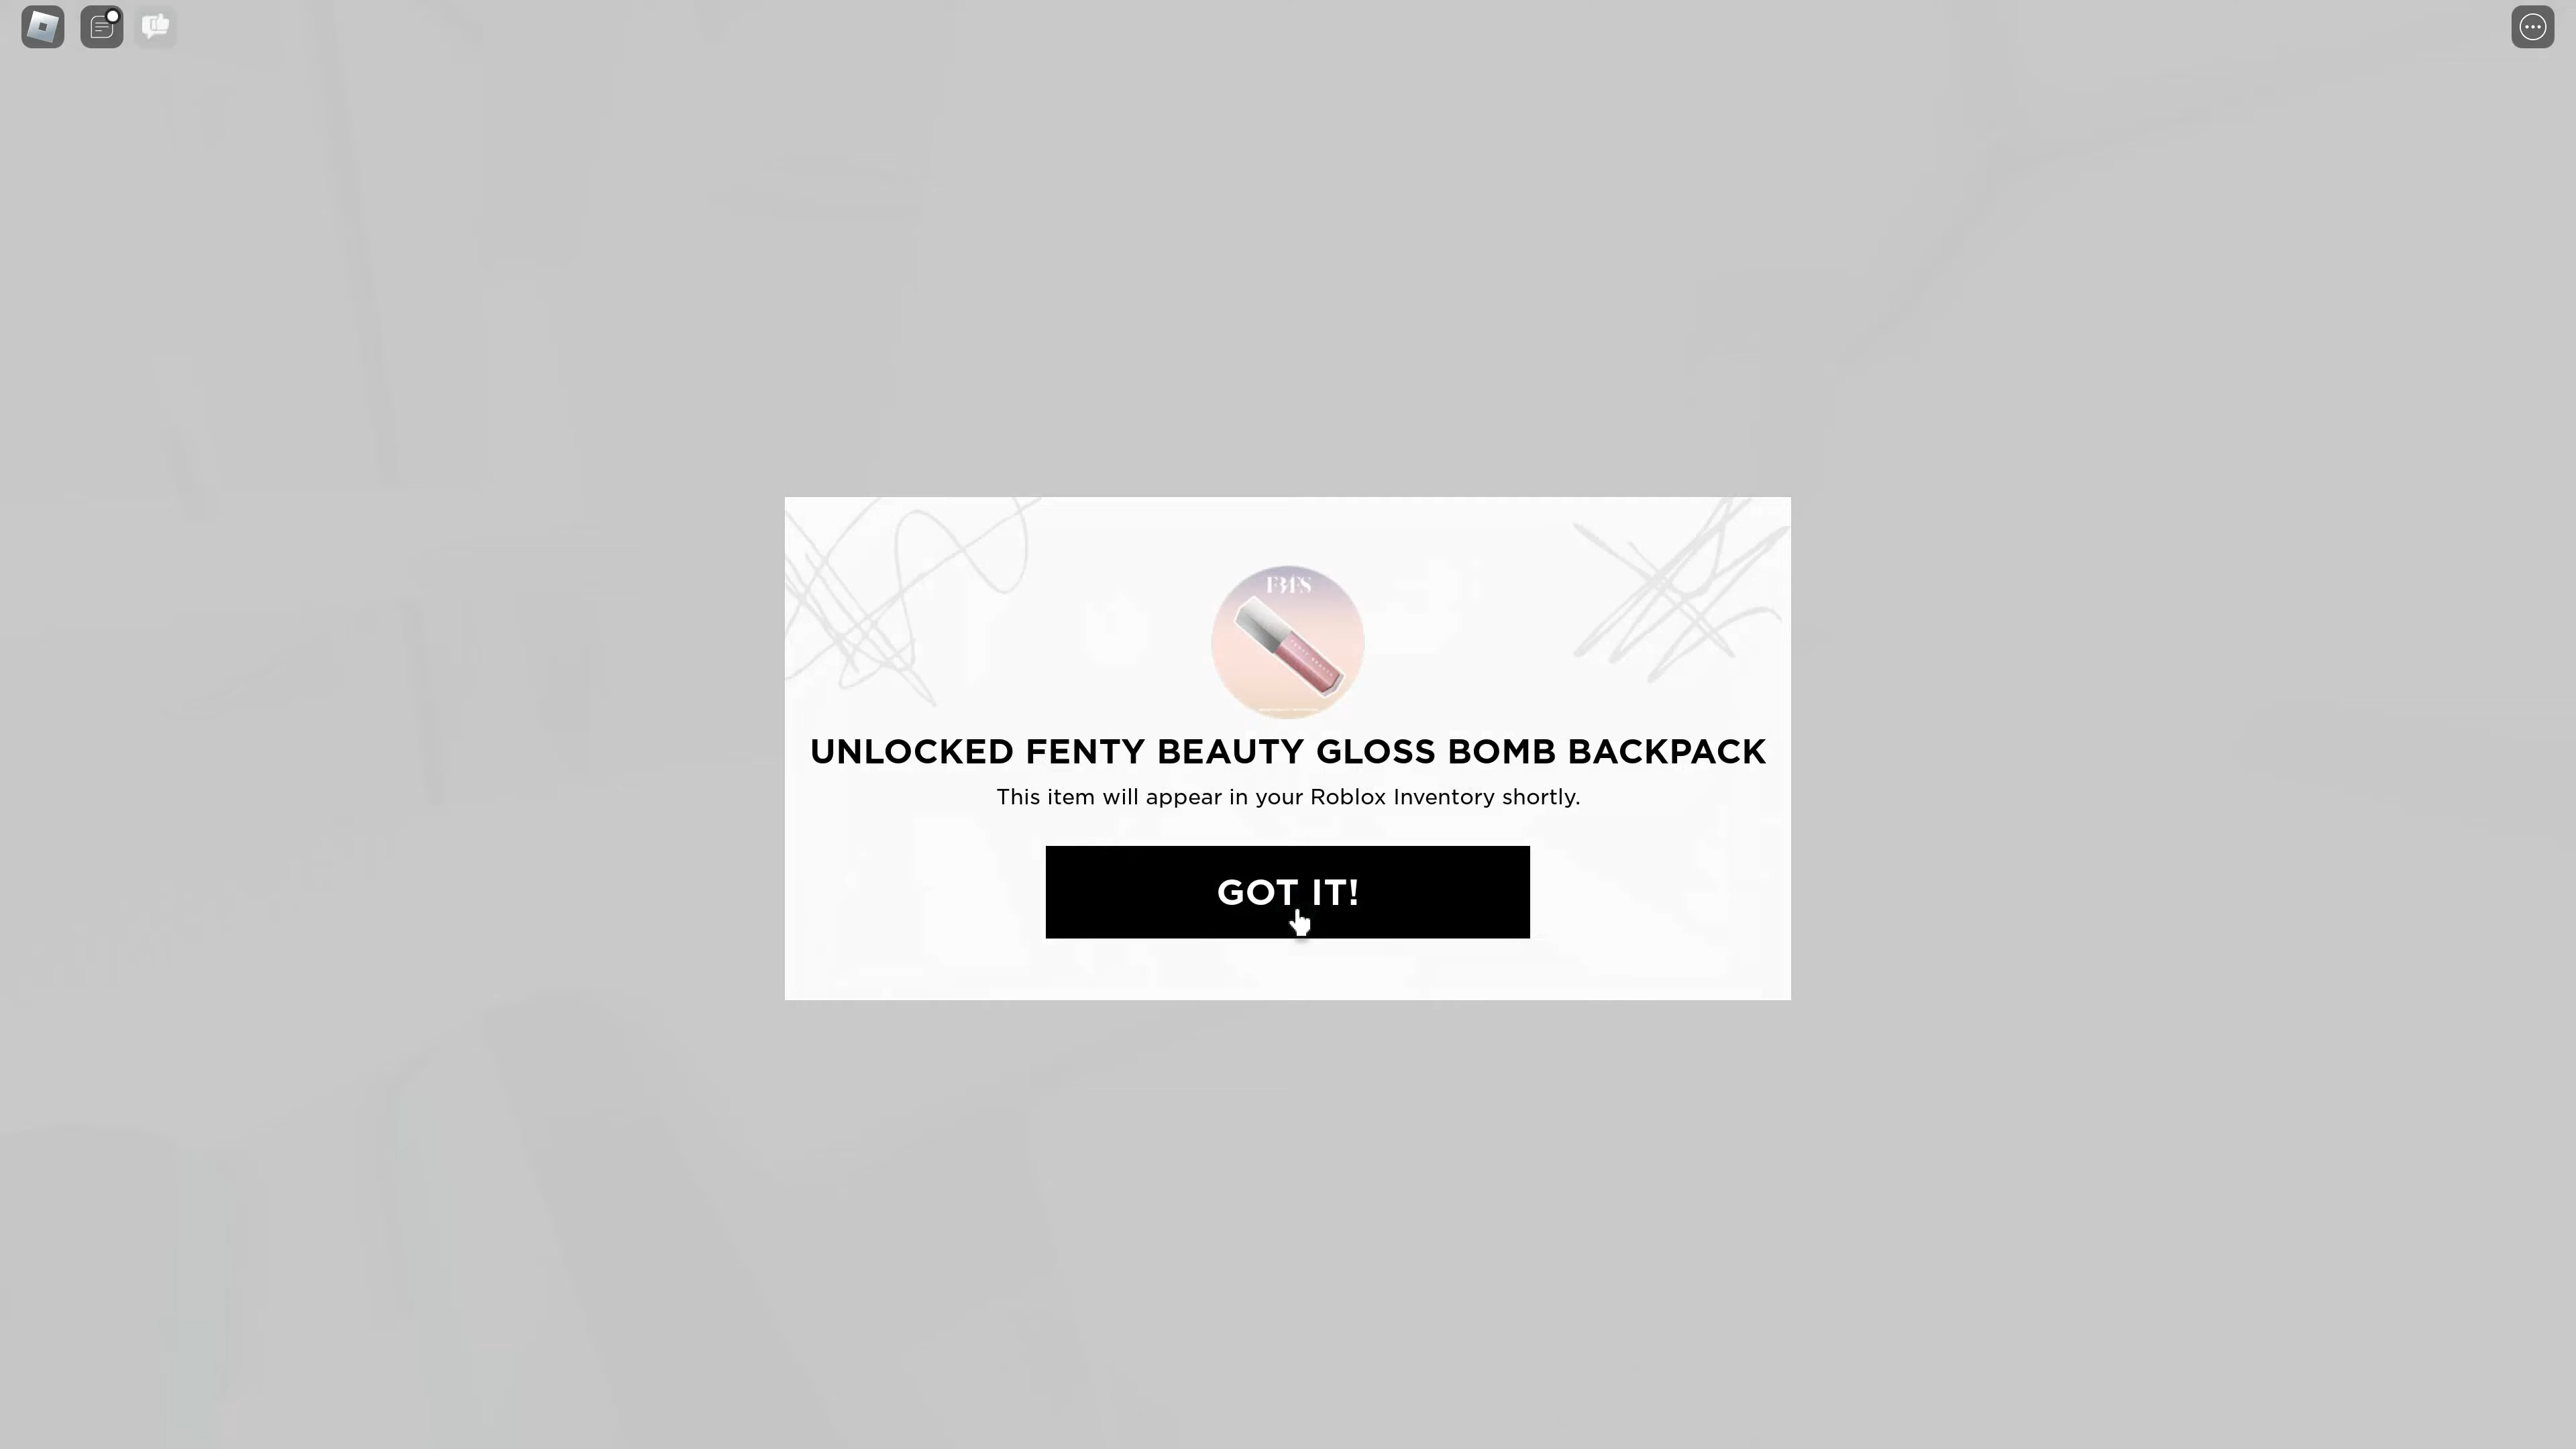 UNLOCKED FENTY BEAUTY GLOSS BOMB BACKPACK
This item will appear in your Roblox Inventory shortly.
GOT IT!